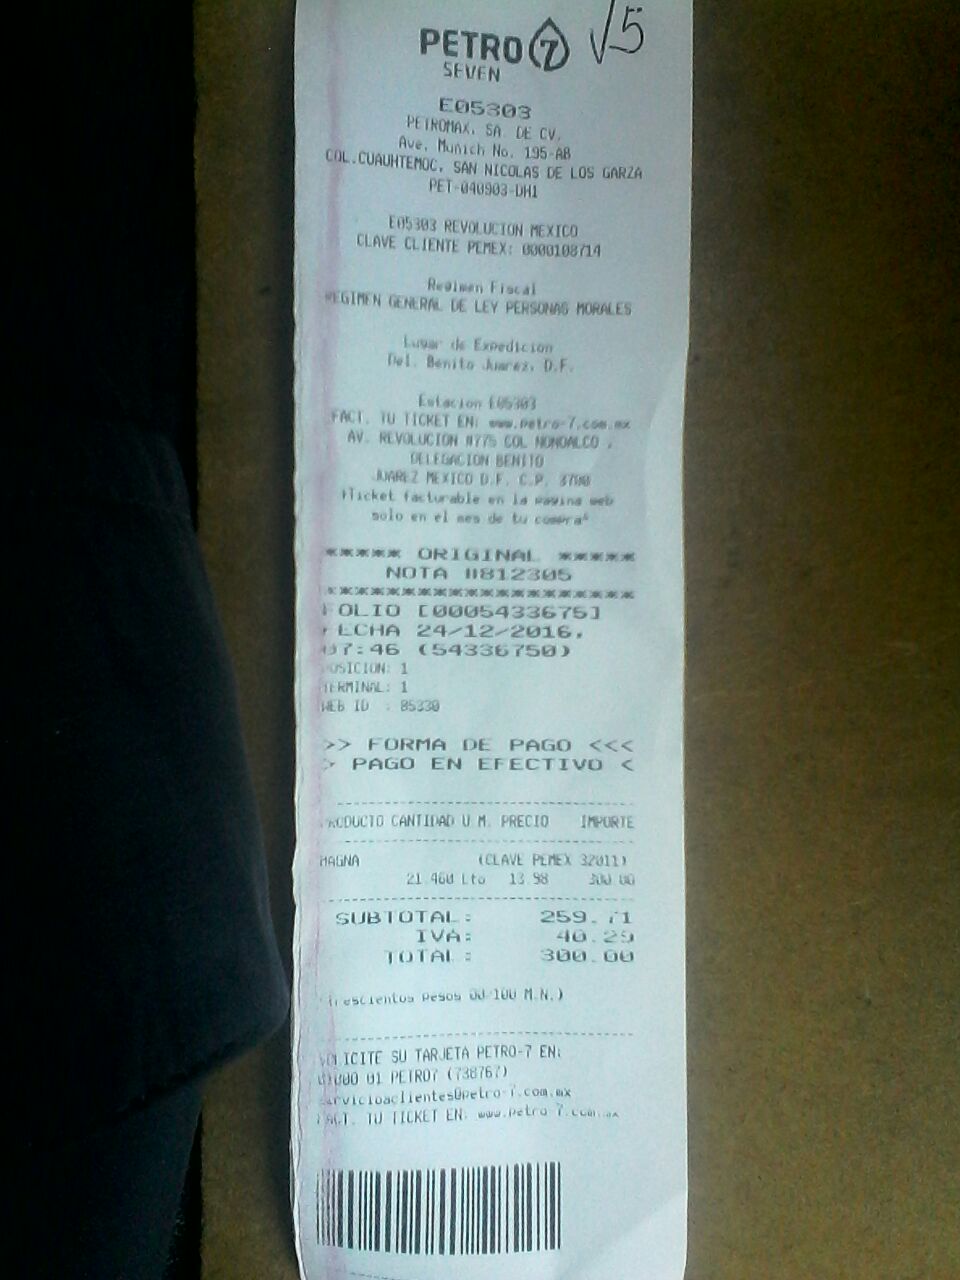 √5
PETRO 7
SEVEN
E05303
PETROMAX, SA. DE CV.
Ave. Munich No. 195-AB
COL.CUAUHTEMOC, SAN NICOLAS DE LOS GARZA
PET-040903-DH1
E05303 REVOLUCION MEXICO
CLAVE CLIENTE PEMEX: 0000108714
Regimen Fiscal
REGIMEN GENERAL DE LEY PERSONAS MORALES
Lugar de Expedicion
Del. Benito Juarez, D.F.
Estacion E05303
FACT. TU TICKET EN: www.petro-7.com.mx
AV. REVOLUCION #775 COL NONOALCO ,
DELEGACION BENITO
JUAREZ MEXICO D.F. C.P. 3700
*Ticket facturable en la pagina web
solo en el mes de tu compra*
***** ORIGINAL *****
NOTA #812305
********************
FOLIO [0005433675]
FECHA 24/12/2016,
07:46 (54336750)
POSICION: 1
TERMINAL: 1
WEB ID : 85330
>> FORMA DE PAGO <<<
> PAGO EN EFECTIVO <
PRODUCTO CANTIDAD U.M. PRECIO IMPORTE
MAGNA (CLAVE PEMEX 32011)
21.460 Lto 13.98 300.00
SUBTOTAL: 259.71
IVA: 40.29
TOTAL: 300.00
(Trescientos Pesos 00/100 M.N.)
SOLICITE SU TARJETA PETRO-7 EN:
01800 01 PETRO7 (738767)
servicioaclientes@petro-7.com.mx
FACT. TU TICKET EN: www.petro-7.com.mx